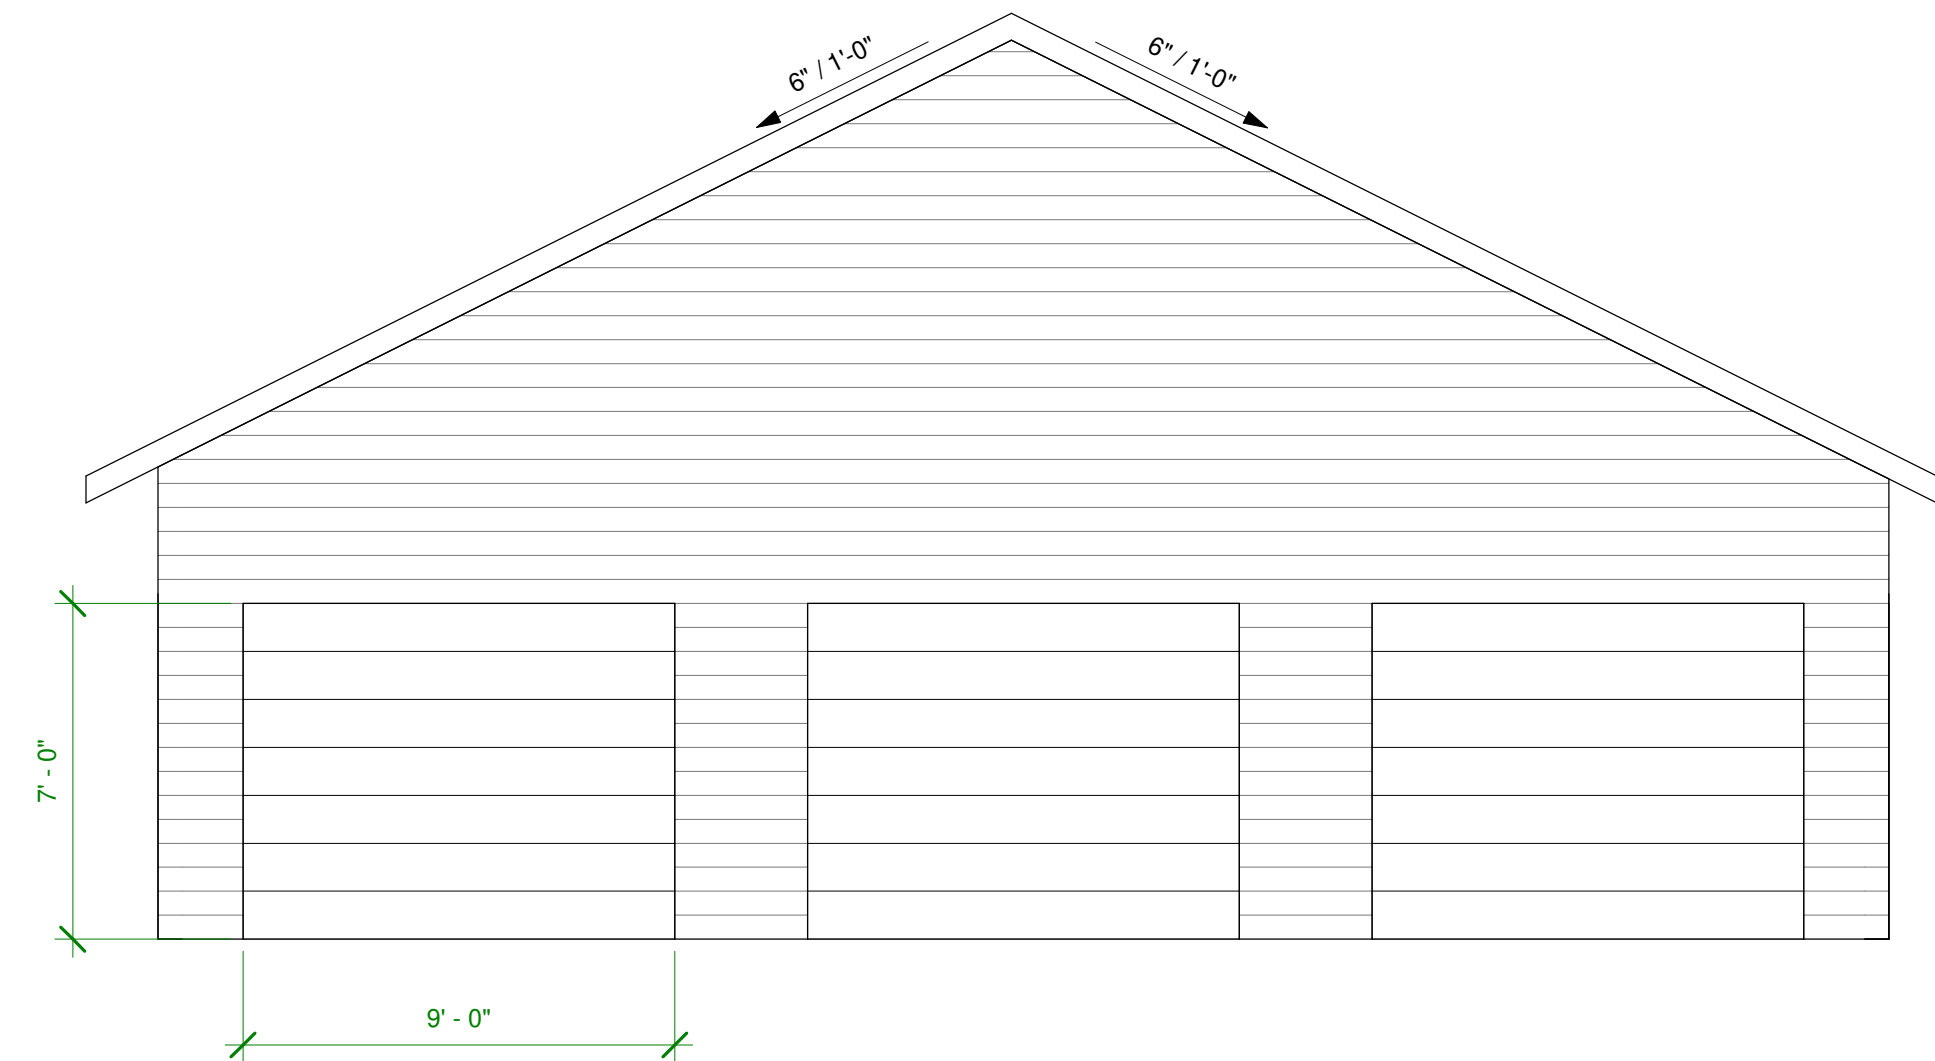 6" / 1'-0"
6" / 1'-0"
7' - 0"
9' - 0"